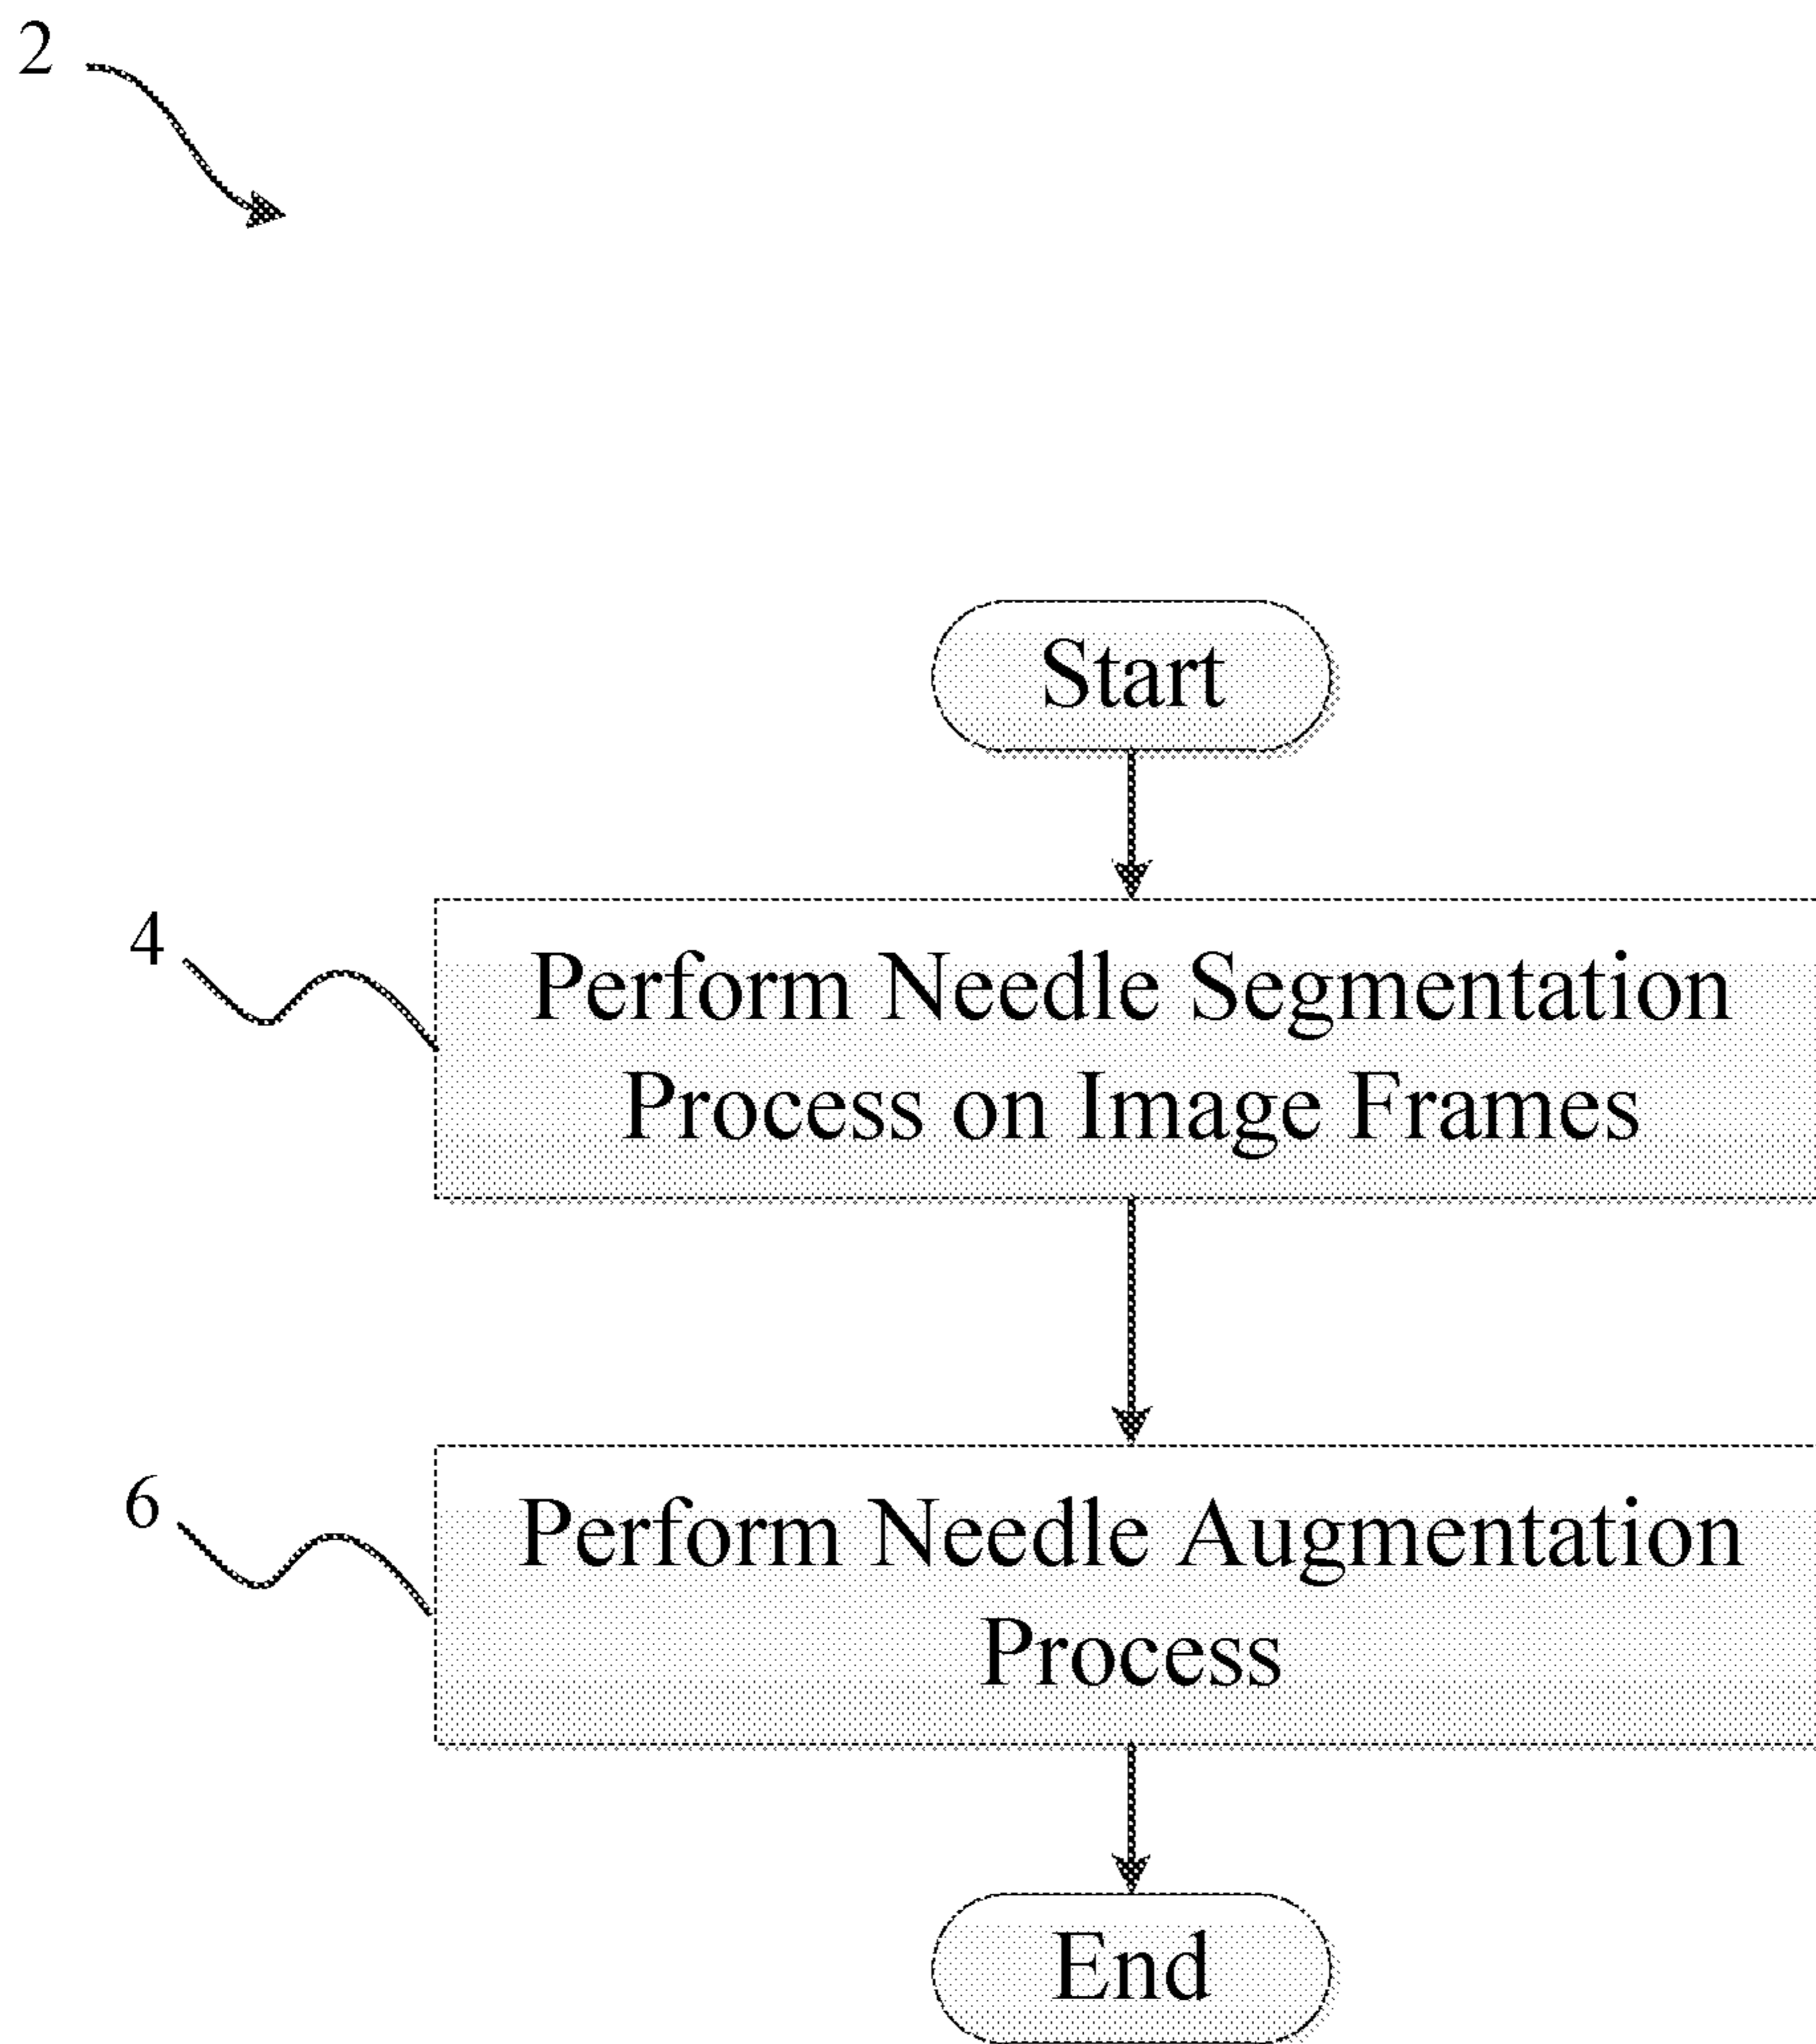 2
Start
4
Perform Needle Segmentation
Process on Image Frames
6
Perform Needle Augmentation
Process
End